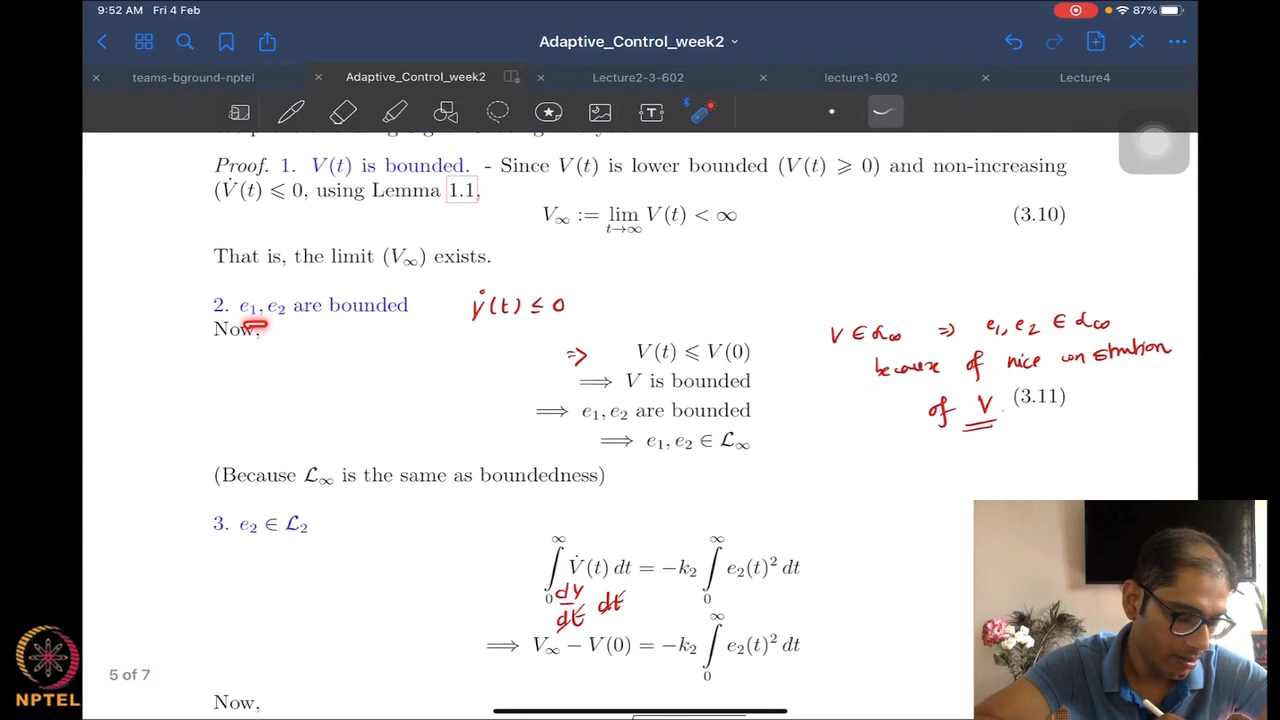 9:52 AM Fri 4 Feb
87%
Adaptive_Control_week2
teams-bground-nptel
Adaptive_Control_week2
Lecture2-3-602
lecture1-602
Lecture4
Proof. 1. V(t) is bounded. - Since V(t) is lower bounded (V(t) ⩾ 0) and non-increasing
(V̇(t) ⩽ 0, using Lemma 1.1,
V∞ := lim t→∞ V(t) < ∞ (3.10)
That is, the limit (V∞) exists.
2. e₁, e₂ are bounded
V̇(t) ≤ 0
Now,
⇒ V(t) ⩽ V(0)
⟹ V is bounded
⟹ e₁, e₂ are bounded
⟹ e₁, e₂ ∈ ℒ∞
(3.11)
V ∈ L∞ ⇒ e₁, e₂ ∈ L∞
because of nice construction
of V
(Because ℒ∞ is the same as boundedness)
3. e₂ ∈ ℒ₂
∫₀^∞ V̇(t) dt = −k₂ ∫₀^∞ e₂(t)² dt
dV/dt dt
⟹ V∞ − V(0) = −k₂ ∫₀^∞ e₂(t)² dt
5 of 7
Now,
NPTEL